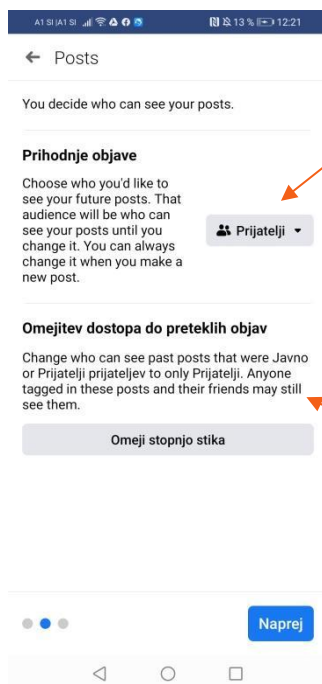 A1 SI |A1 SI 13 % 12:21
Posts
You decide who can see your posts.
Prihodnje objave
Choose who you'd like to
see your future posts. That
audience will be who can
see your posts until you
change it. You can always
change it when you make a
new post.
Prijatelji
Omejitev dostopa do preteklih objav
Change who can see past posts that were Javno
or Prijatelji prijateljev to only Prijatelji. Anyone
tagged in these posts and their friends may still
see them.
Omeji stopnjo stika
Naprej